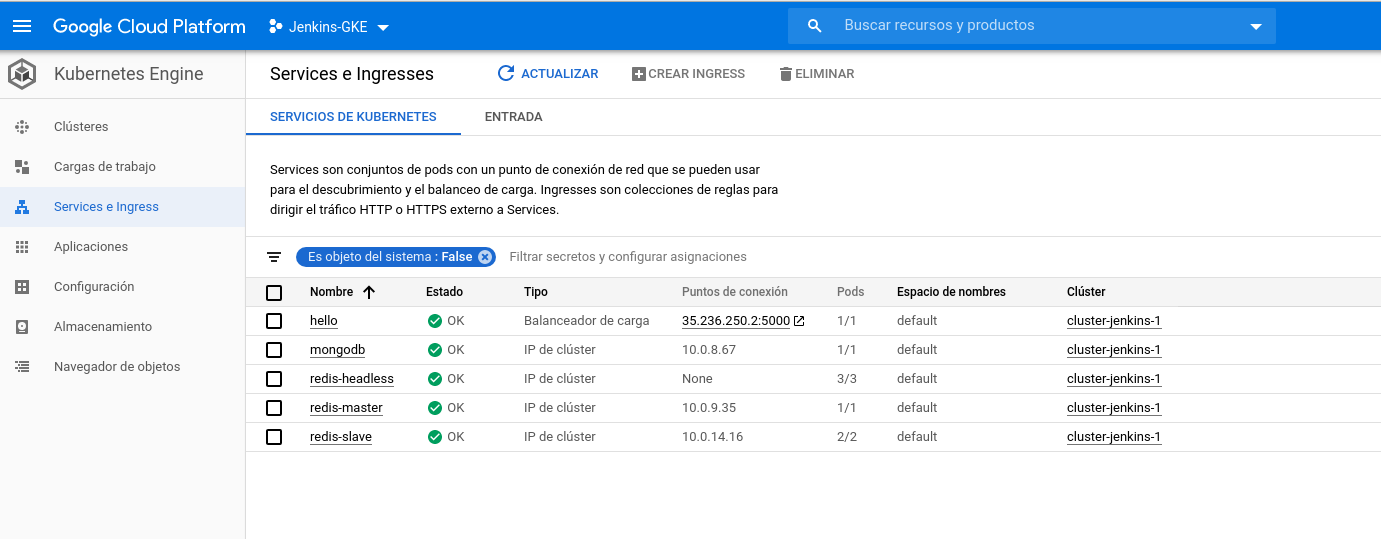 Google Cloud Platform Jenkins-GKE Buscar recursos y productos
Kubernetes Engine
Services e Ingresses ACTUALIZAR CREAR INGRESS ELIMINAR
Clústeres
Cargas de trabajo
Services e Ingress
Aplicaciones
Configuración
Almacenamiento
Navegador de objetos
SERVICIOS DE KUBERNETES ENTRADA
Services son conjuntos de pods con un punto de conexión de red que se pueden usar
para el descubrimiento y el balanceo de carga. Ingresses son colecciones de reglas para
dirigir el tráfico HTTP o HTTPS externo a Services.
Es objeto del sistema : False Filtrar secretos y configurar asignaciones
Nombre Estado Tipo Puntos de conexión Pods Espacio de nombres Clúster
hello OK Balanceador de carga 35.236.250.2:5000 1/1 default cluster-jenkins-1
mongodb OK IP de clúster 10.0.8.67 1/1 default cluster-jenkins-1
redis-headless OK IP de clúster None 3/3 default cluster-jenkins-1
redis-master OK IP de clúster 10.0.9.35 1/1 default cluster-jenkins-1
redis-slave OK IP de clúster 10.0.14.16 2/2 default cluster-jenkins-1